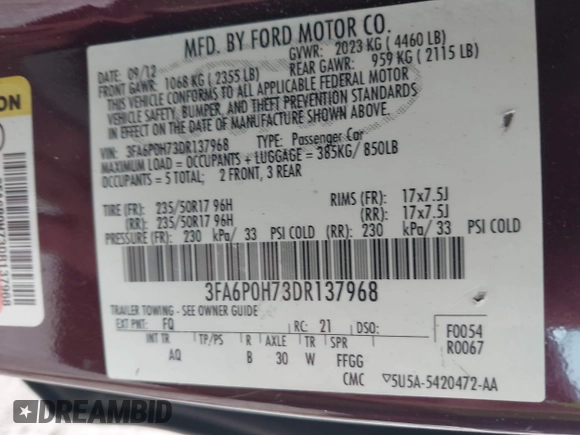 MFD. BY FORD MOTOR CO.
DATE: 09/12 GVWR: 2023 KG ( 4460 LB)
FRONT GAWR: 1068 KG ( 2355 LB) REAR GAWR: 959 KG ( 2115 LB)
THIS VEHICLE CONFORMS TO ALL APPLICABLE FEDERAL MOTOR
VEHICLE SAFETY, BUMPER, AND THEFT PREVENTION STANDARDS
IN EFFECT ON THE DATE OF MANUFACTURE SHOWN ABOVE.
VIN: 3FA6P0H73DR137968 TYPE: Passenger Car
MAXIMUM LOAD = OCCUPANTS + LUGGAGE = 385KG/ 850LB
OCCUPANTS = 5 TOTAL; 2 FRONT, 3 REAR
TIRE (FR): 235/50R17 96H RIMS (FR): 17x7.5J
(RR): 235/50R17 96H (RR): 17x7.5J
PRESSURE (FR): 230 kPa/ 33 PSI COLD (RR): 230 kPa/ 33 PSI COLD
3FA6P0H73DR137968
TRAILER TOWING - SEE OWNER GUIDE
EXT PNT: FQ RC: 21 DSO: F0054
R0067
INT TR TP/PS R AXLE TR SPR
AQ B 30 W FFGG
CMC 5U5A-5420472-AA
DREAMBID